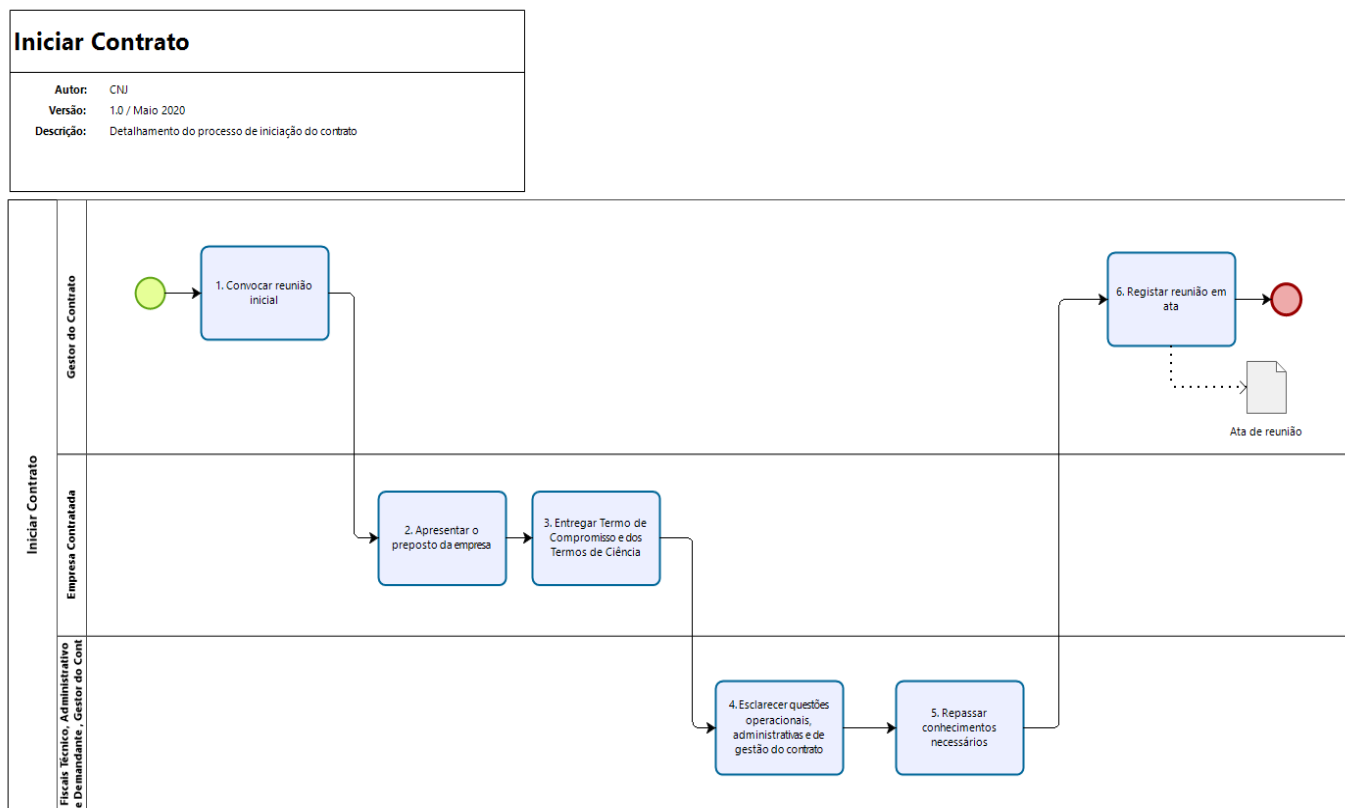 Iniciar Contrato
Autor: CNJ
Versão: 1.0 / Maio 2020
Descrição: Detalhamento do processo de iniciação do contrato
Iniciar Contrato
Gestor do Contrato
1. Convocar reunião
inicial
6. Registar reunião em
ata
Ata de reunião
Empresa Contratada
2. Apresentar o
preposto da empresa
3. Entregar Termo de
Compromisso e dos
Termos de Ciência
Fiscais Técnico, Administrativo
e Demandante , Gestor do Cont
4. Esclarecer questões
operacionais,
administrativas e de
gestão do contrato
5. Repassar
conhecimentos
necessários